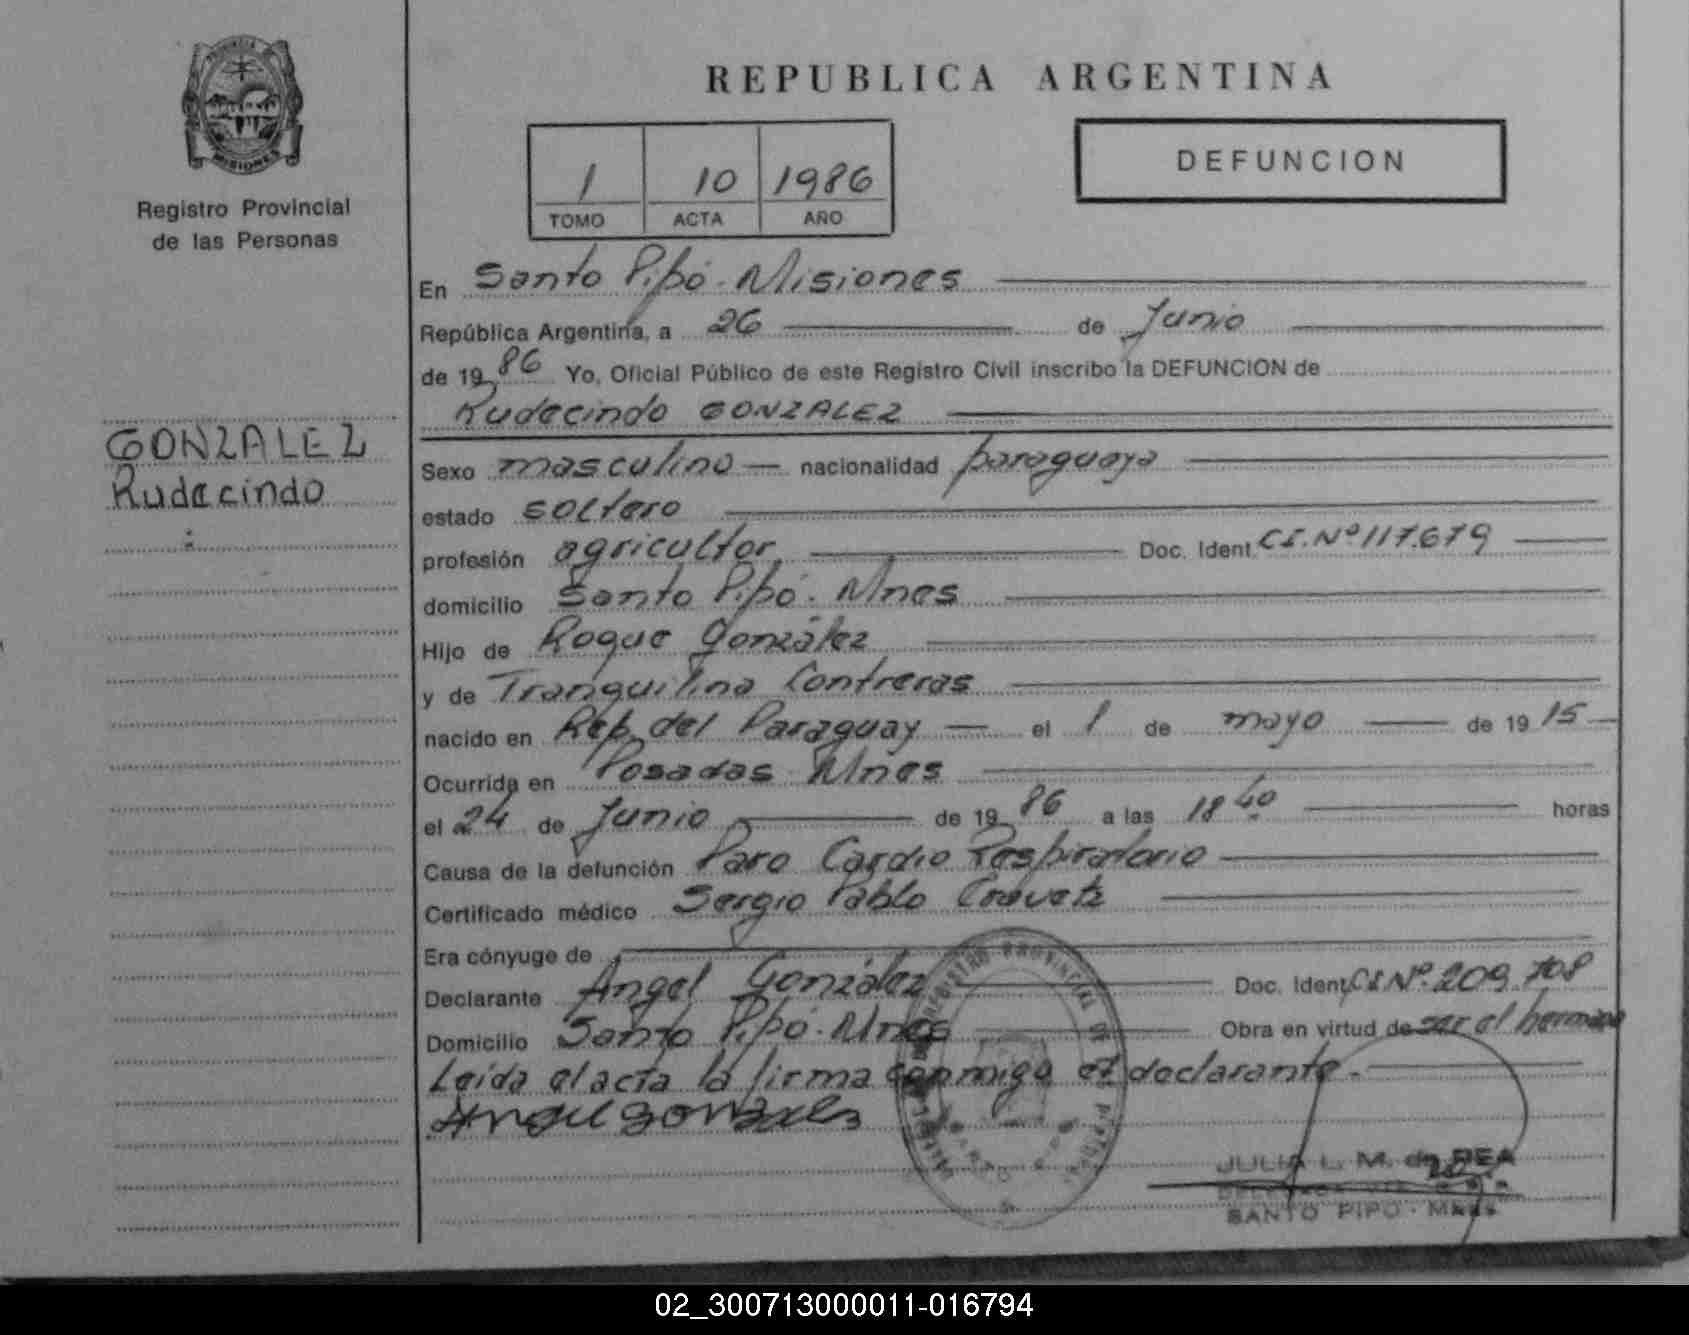 PROVINCIA DE
MISIONES
Registro Provincial
de las Personas
GONZALEZ
Rudecindo
REPUBLICA ARGENTINA
1 10 1986
TOMO ACTA AÑO
DEFUNCION
En Santo Pipó - Misiones
República Argentina, a 26 de Junio
de 1986 Yo, Oficial Público de este Registro Civil inscribo la DEFUNCION de
Rudecindo GONZALEZ
Sexo masculino nacionalidad paraguaya
estado soltero
profesión agricultor Doc. Ident. C.I. Nº 117.679
domicilio Santo Pipó. Mnes
Hijo de Roque González
y de Tranquilina Contreras
nacido en Rep. del Paraguay el 1 de mayo de 1915
Ocurrida en Posadas Mnes
el 24 de Junio de 1986 a las 18 40 horas
Causa de la defunción Paro Cardio Respiratorio
Certificado médico Sergio Pablo
Era cónyuge de
Declarante Angel González Doc. Ident. C.I. Nº. 209.708
Domicilio Santo Pipó - Mnes Obra en virtud de ser el hermano
Leída el acta la firma conmigo el declarante.
Angel gonzales
JULIA L. M. de REA
SANTO PIPO - Mnes.
02_300713000011-016794